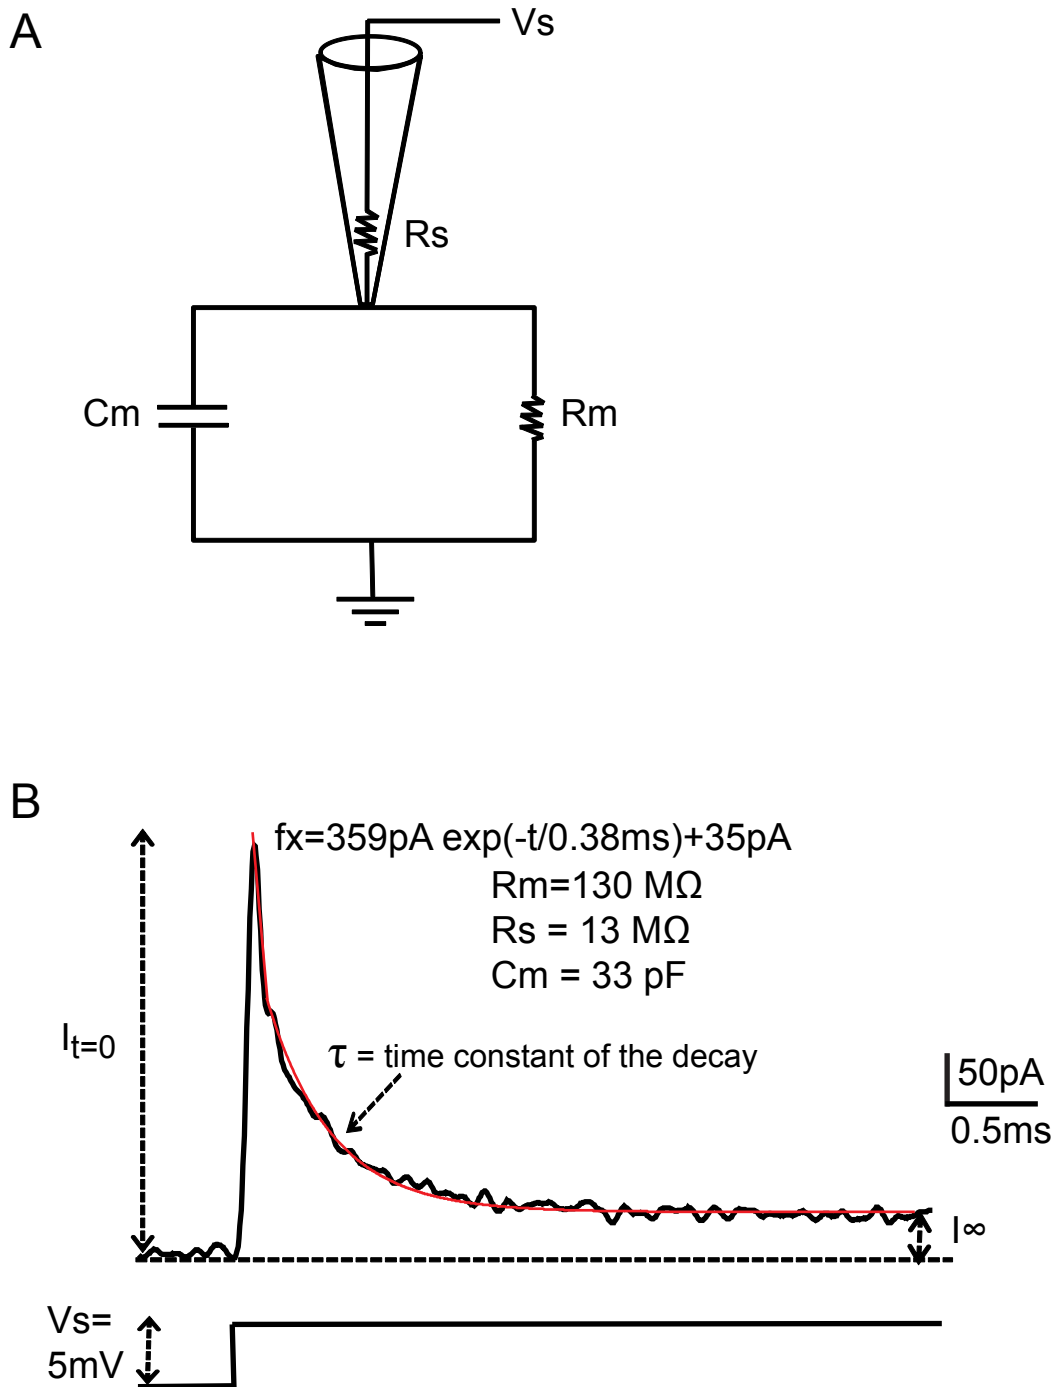 A
Vs
Rs
Cm
Rm
B
fx=359pA exp(-t/0.38ms)+35pA
Rm=130 MΩ
Rs = 13 MΩ
Cm = 33 pF
It=0
τ = time constant of the decay
50pA
0.5ms
I∞
Vs=
5mV